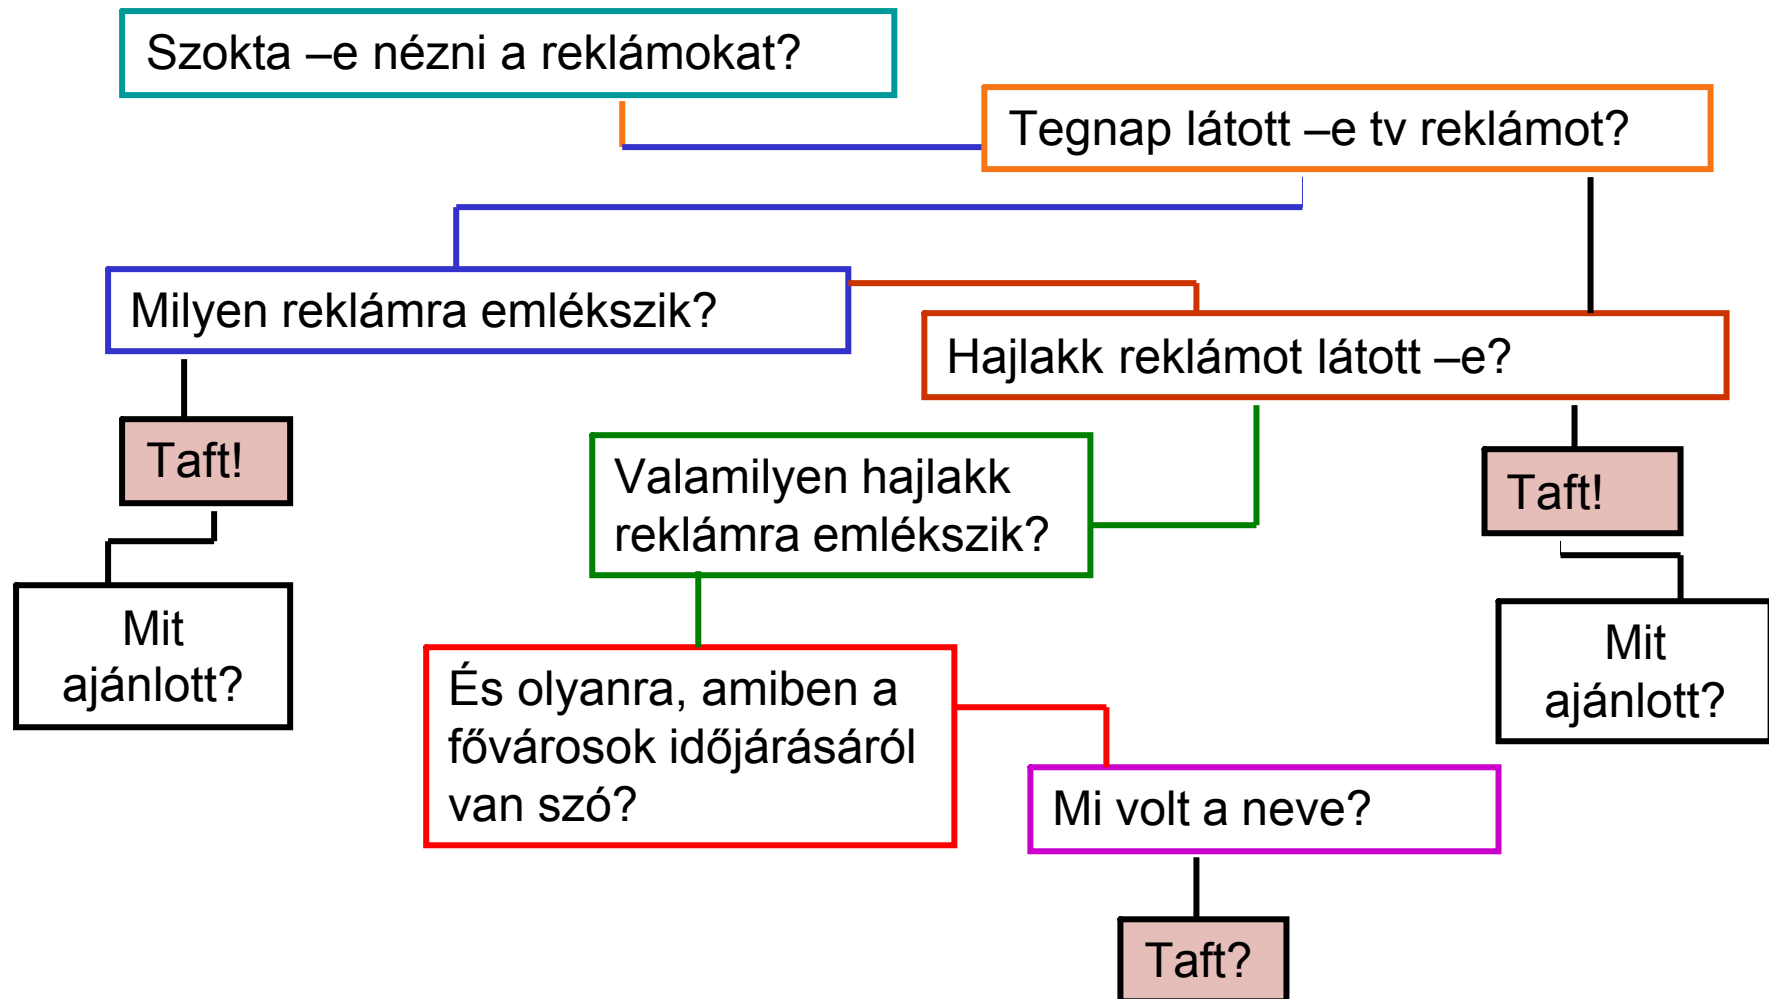 Szokta –e nézni a reklámokat?
Tegnap látott –e tv reklámot?
Milyen reklámra emlékszik?
Hajlakk reklámot látott –e?
Taft!
Valamilyen hajlakk
reklámra emlékszik?
Taft!
Mit
ajánlott?
És olyanra, amiben a
fővárosok időjárásáról
van szó?
Mit
ajánlott?
Mi volt a neve?
Taft?